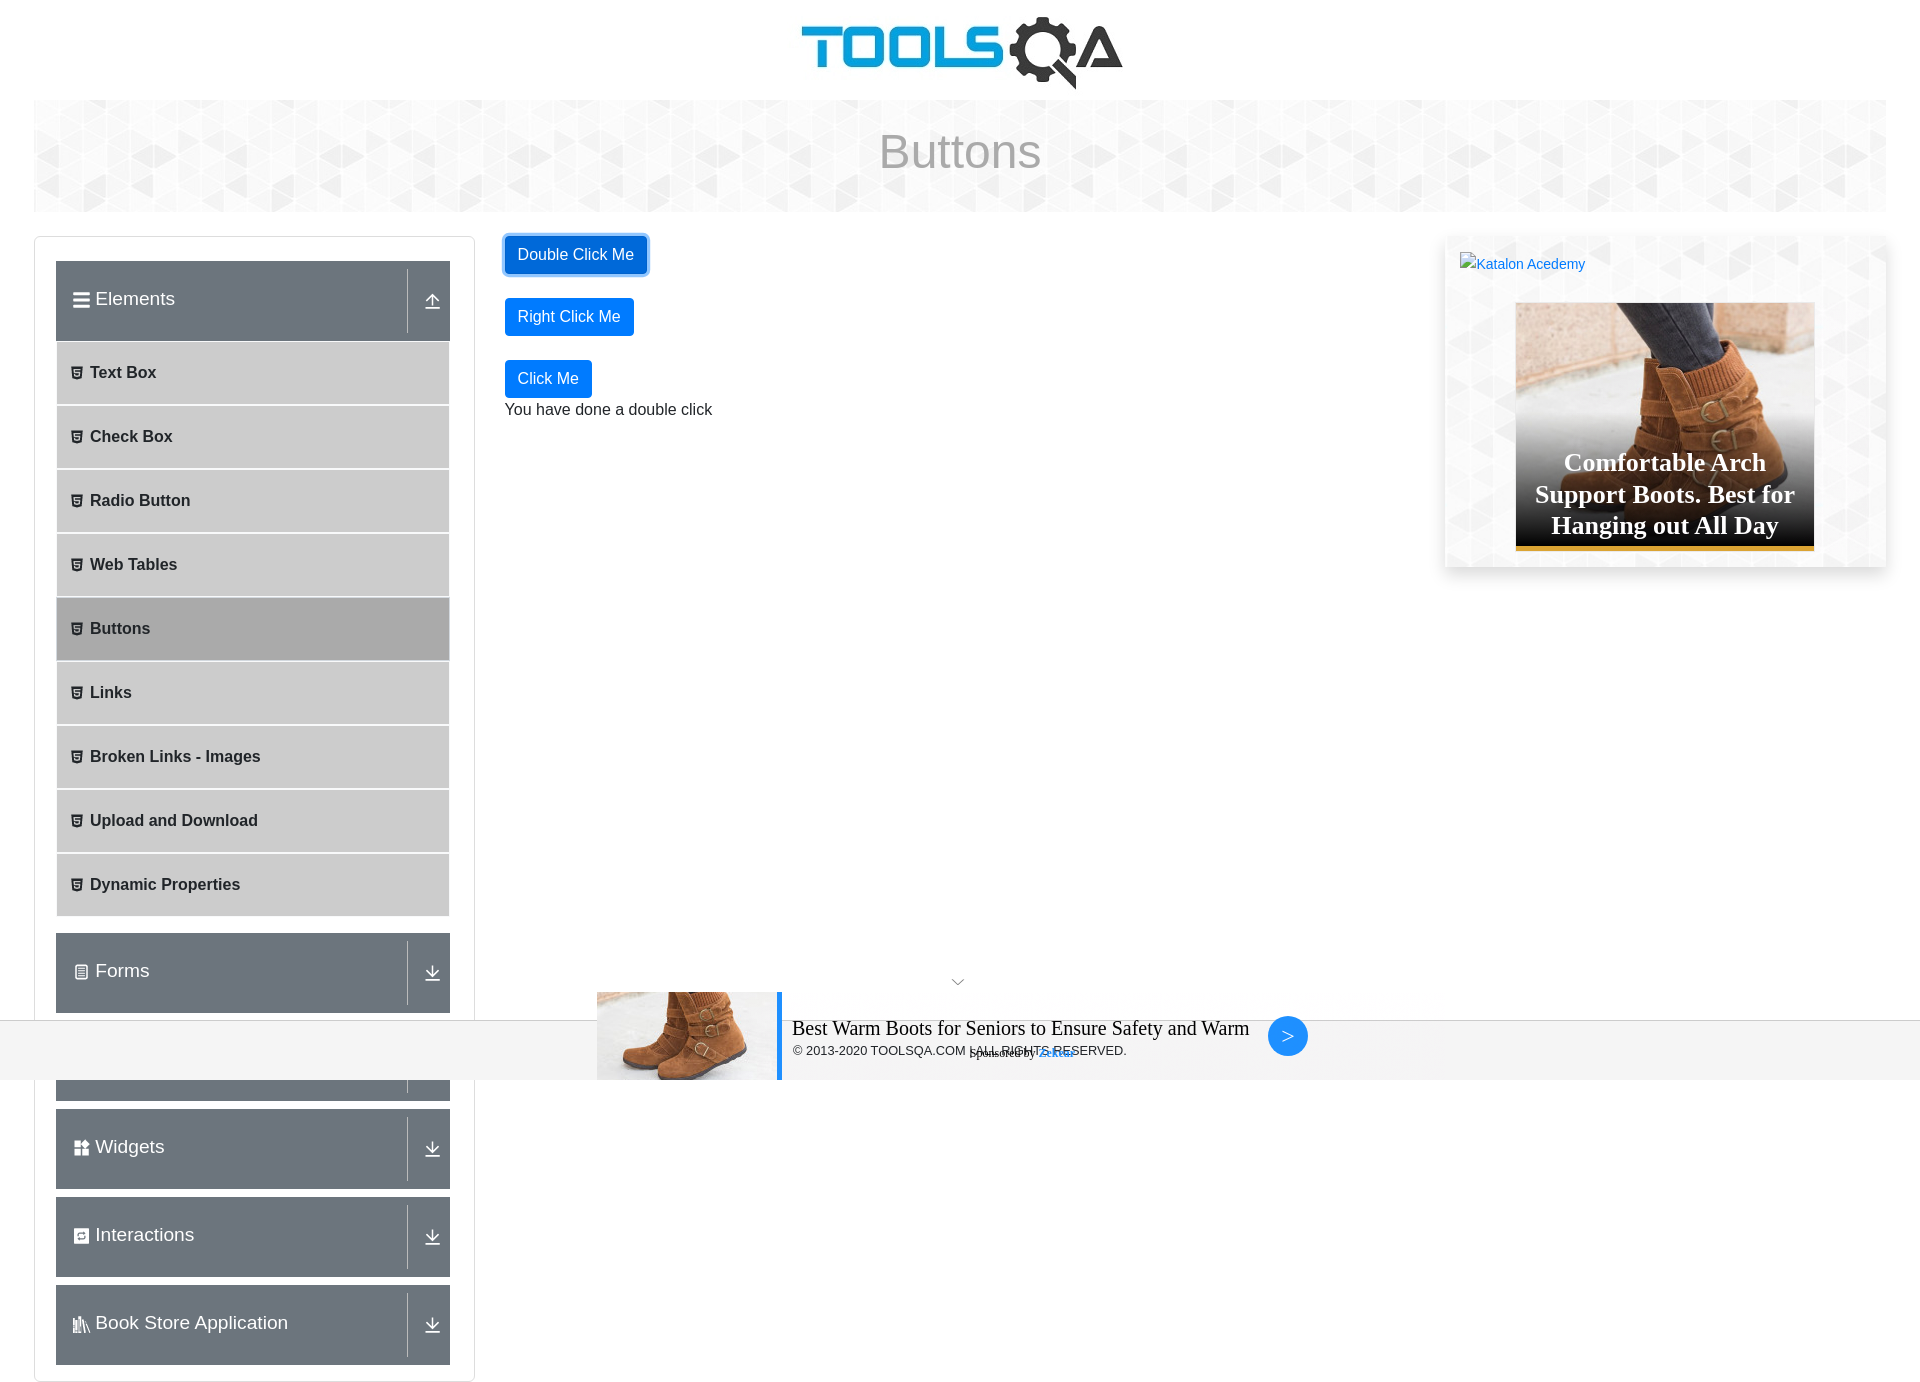 TOOLSQA
Buttons
Elements
Text Box
Check Box
Radio Button
Web Tables
Buttons
Links
Broken Links - Images
Upload and Download
Dynamic Properties
Forms
Widgets
Interactions
Book Store Application
Double Click Me
Right Click Me
Click Me
You have done a double click
Katalon Acedemy
Comfortable Arch
Support Boots. Best for
Hanging out All Day
Best Warm Boots for Seniors to Ensure Safety and Warm
>
© 2013-2020 TOOLSQA.COM | ALL RIGHTS RESERVED.
Sponsored by